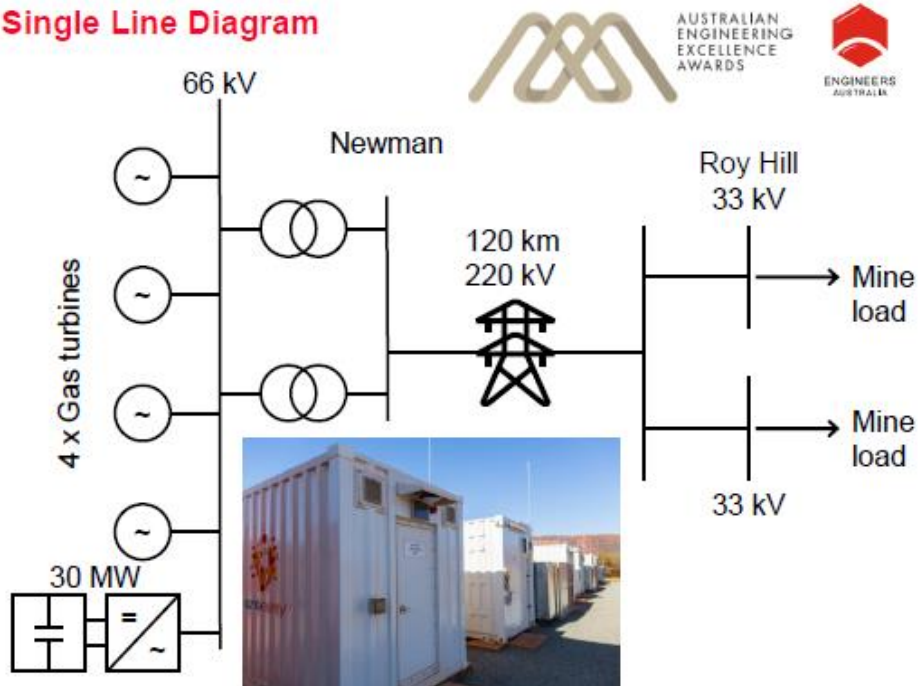 Single Line Diagram
AUSTRALIAN
ENGINEERING
EXCELLENCE
AWARDS
ENGINEERS
AUSTRALIA
66 kV
Newman
Roy Hill
33 kV
120 km
220 kV
~
~
~
~
4 x Gas turbines
Mine
load
Mine
load
33 kV
30 MW
=
~